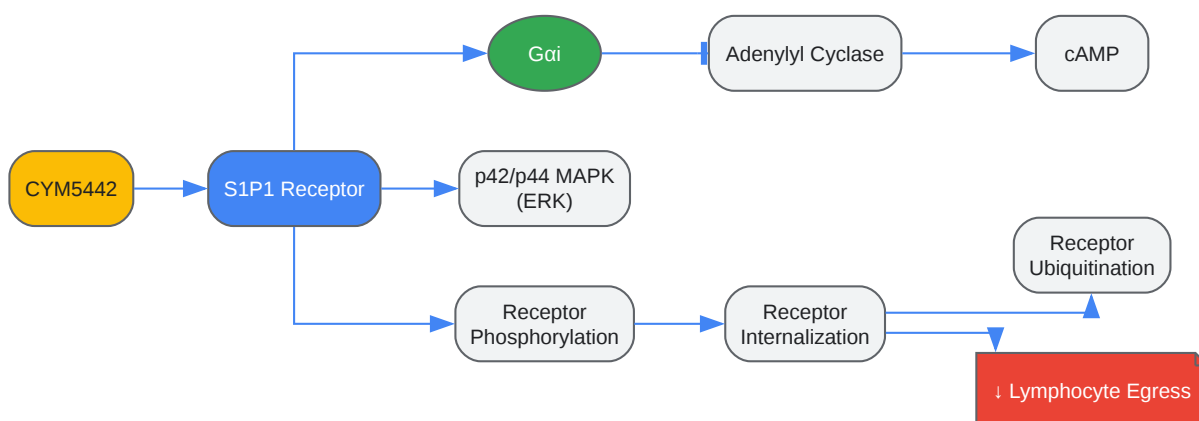 Gαi
Adenylyl Cyclase
cAMP
CYM5442
S1P1 Receptor
p42/p44 MAPK
(ERK)
Receptor
Ubiquitination
Receptor
Phosphorylation
Receptor
Internalization
↓ Lymphocyte Egress